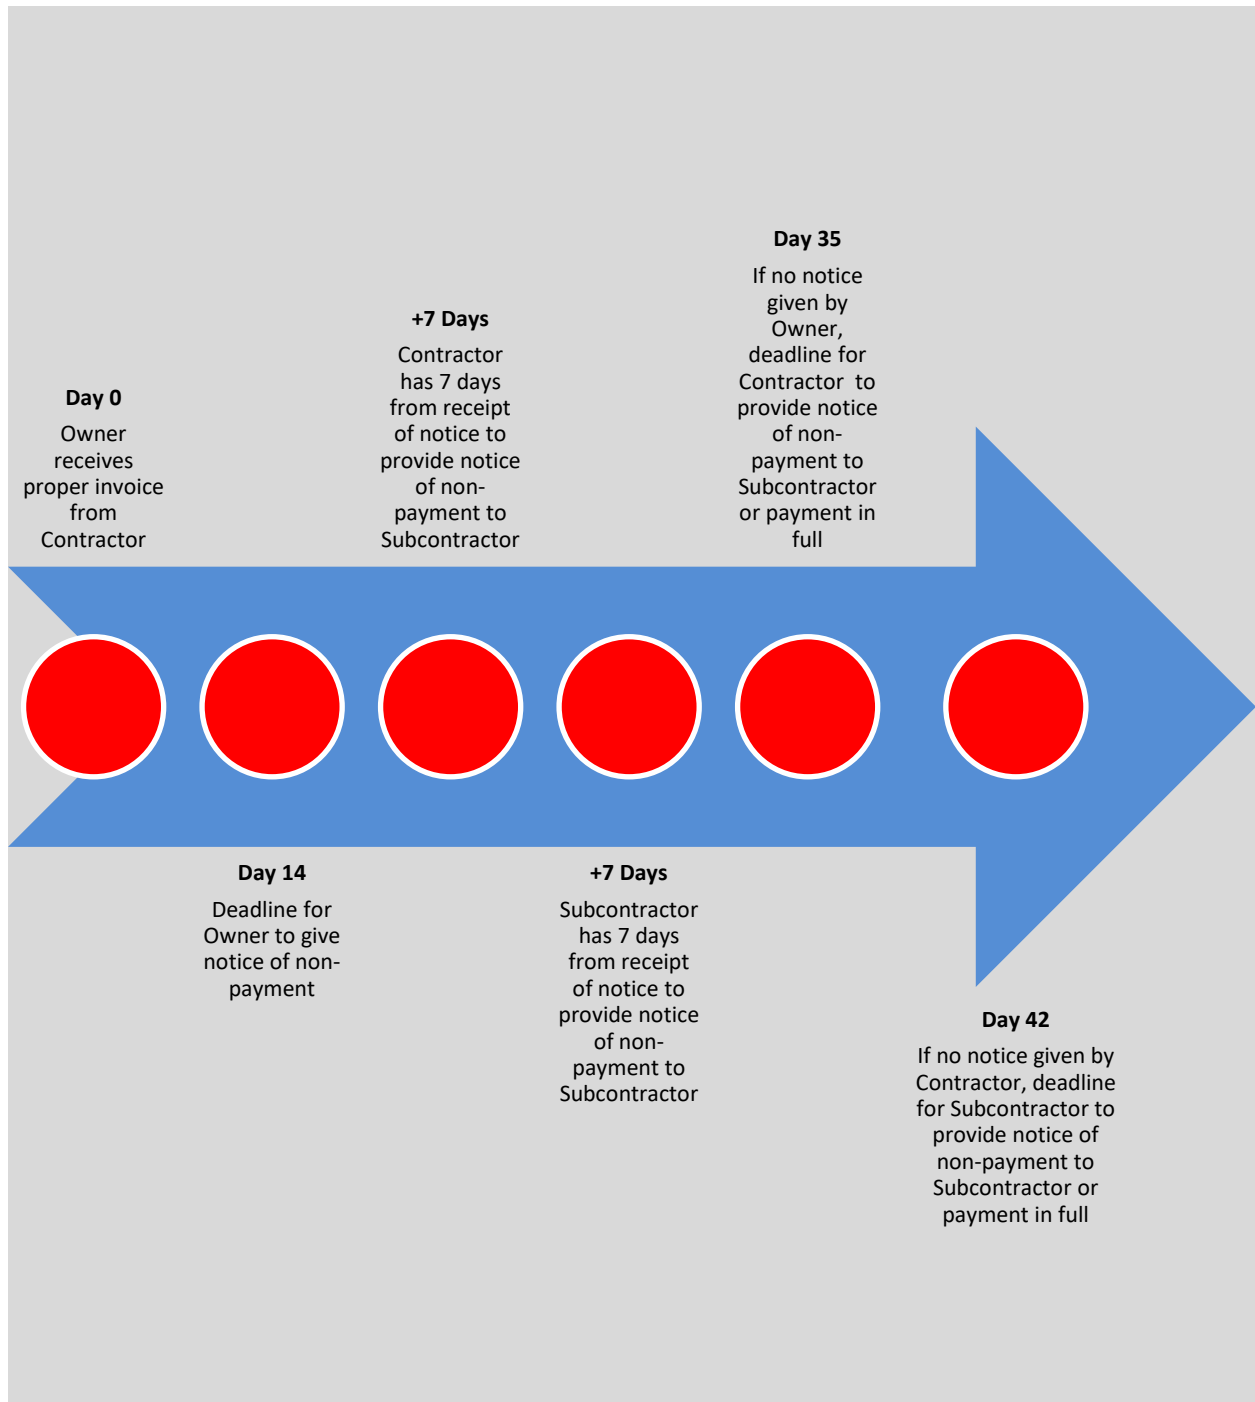 Day 0
Owner
receives
proper invoice
from
Contractor
Day 14
Deadline for
Owner to give
notice of non-
payment
+7 Days
Contractor
has 7 days
from receipt
of notice to
provide notice
of non-
payment to
Subcontractor
+7 Days
Subcontractor
has 7 days
from receipt
of notice to
provide notice
of non-
payment to
Subcontractor
Day 35
If no notice
given by
Owner,
deadline for
Contractor to
provide notice
of non-
payment to
Subcontractor
or payment in
full
Day 42
If no notice given by
Contractor, deadline
for Subcontractor to
provide notice of
non-payment to
Subcontractor or
payment in full